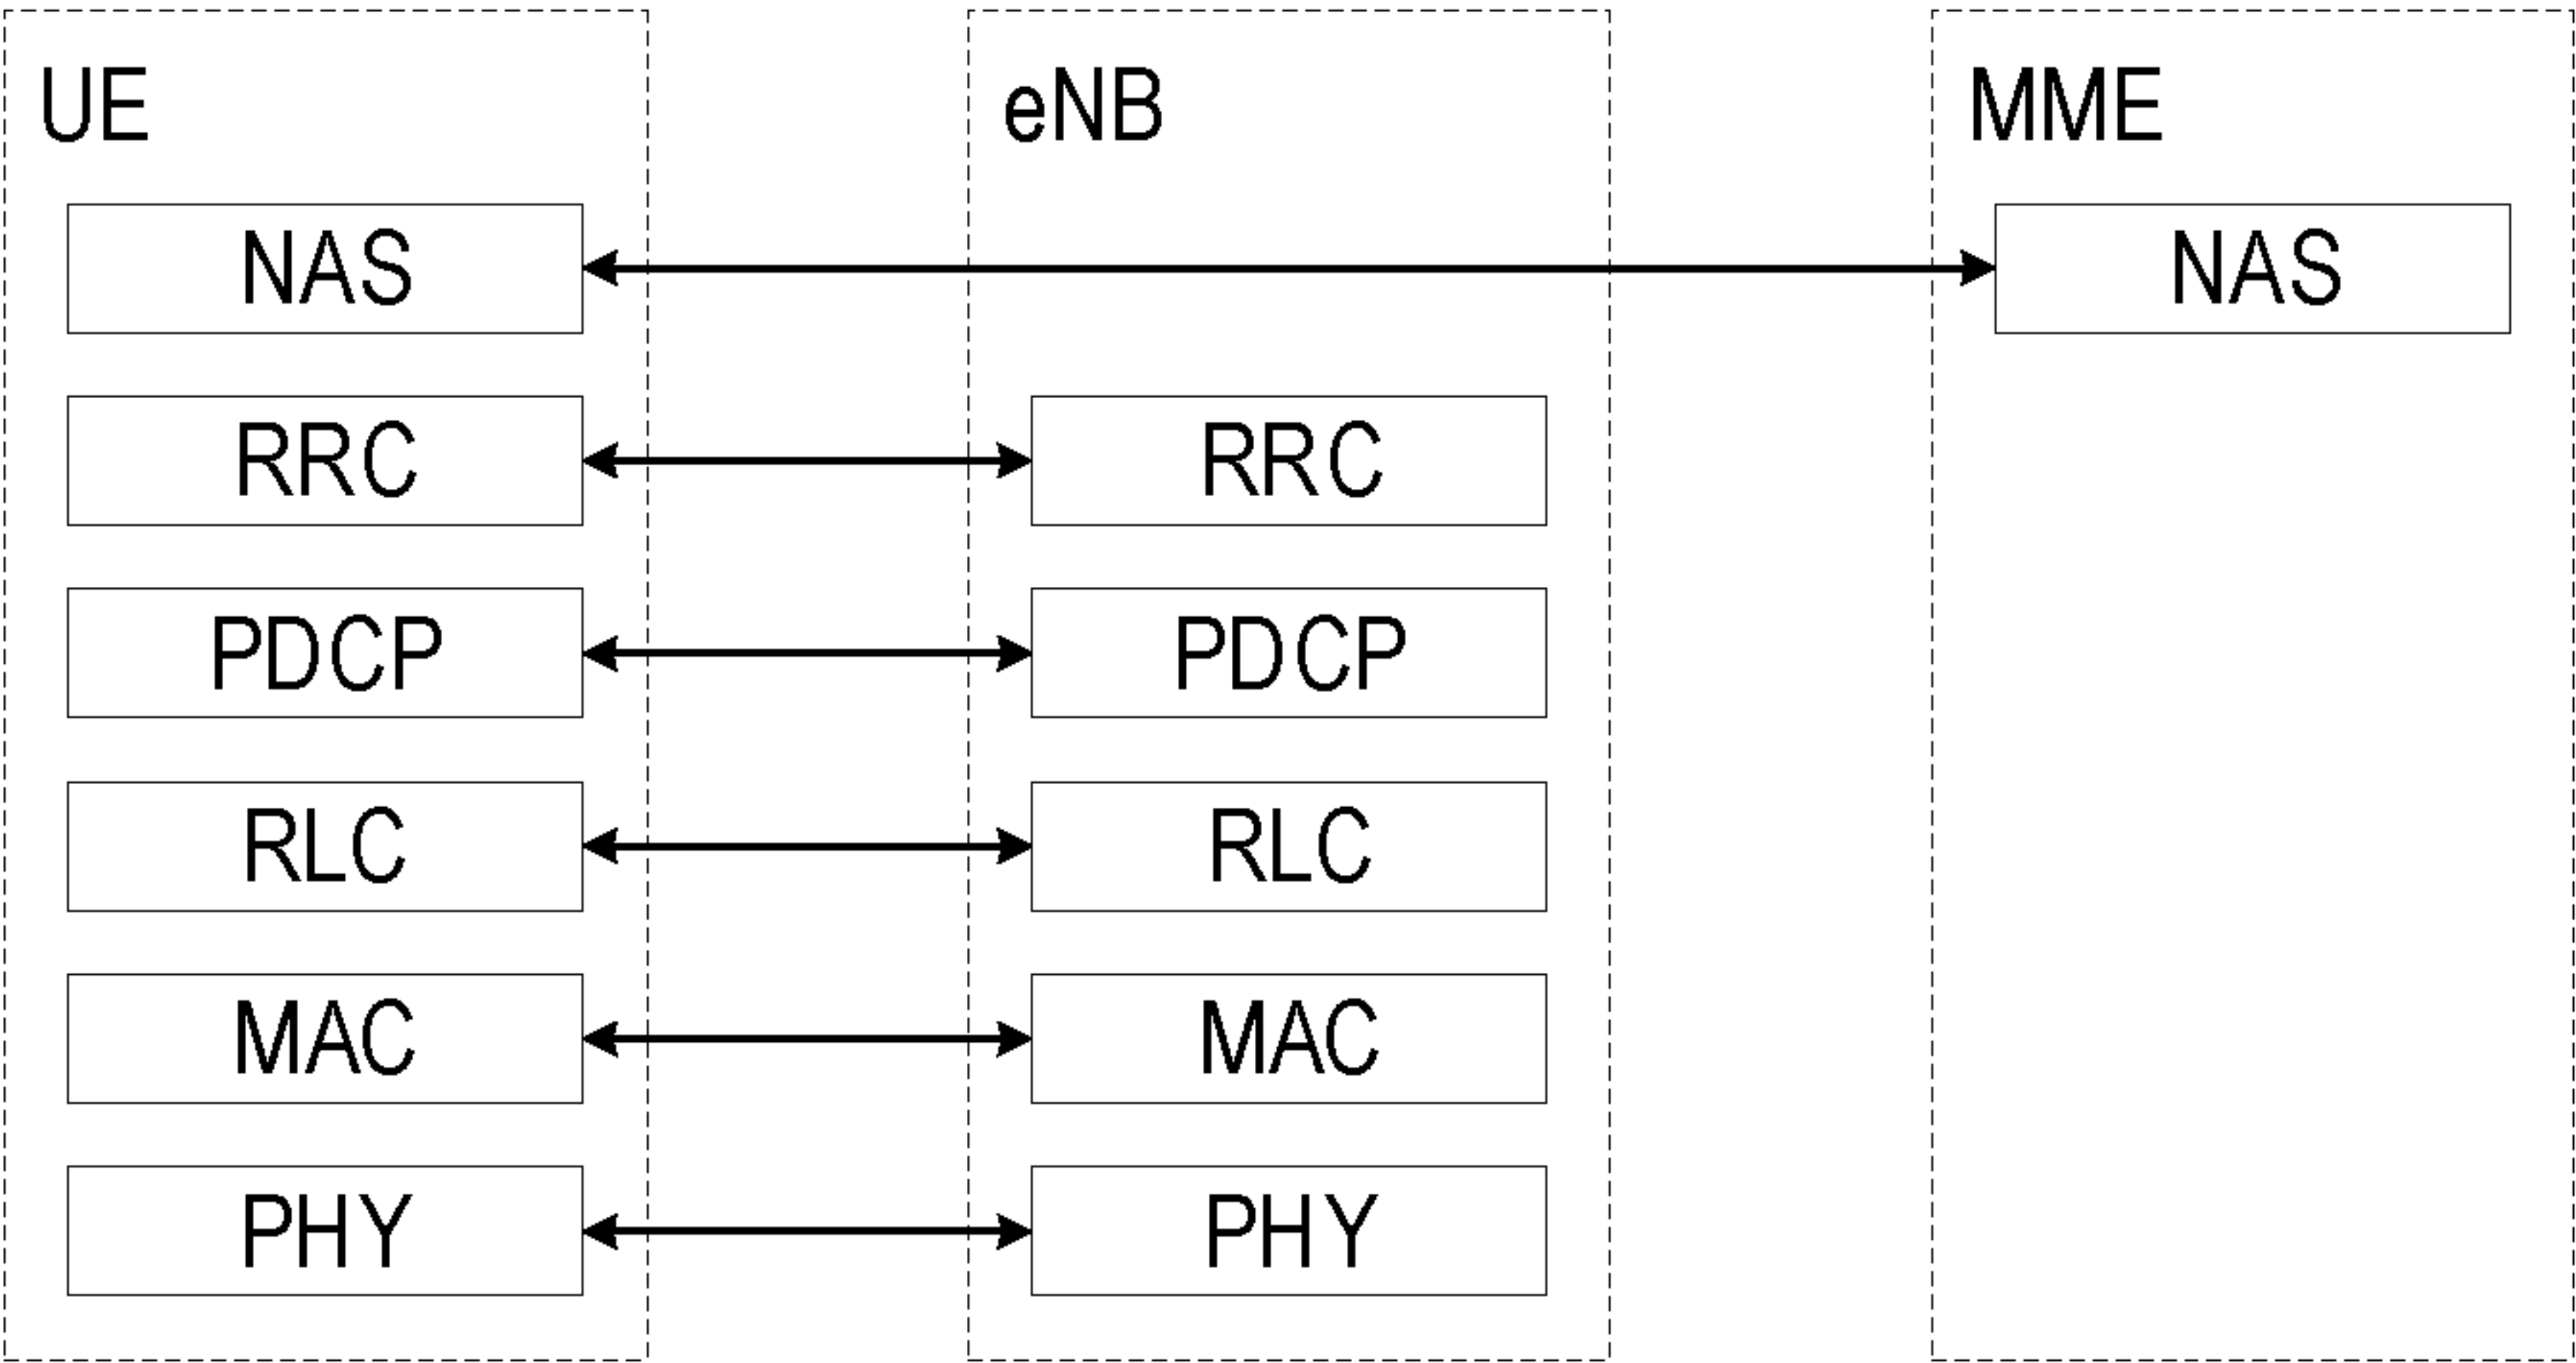 UE
eNB
MME
NAS
NAS
RRC
RRC
PDCP
PDCP
RLC
RLC
MAC
MAC
PHY
PHY